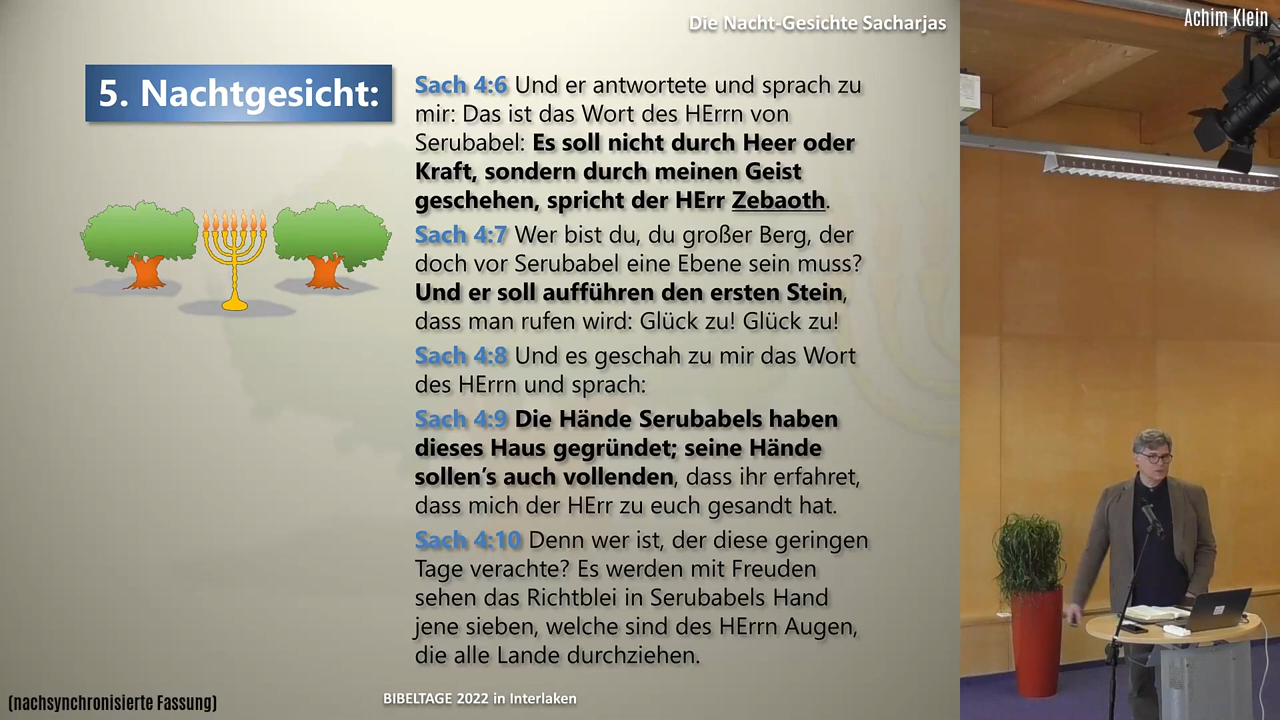 Die Nacht-Gesichte Sacharjas
Achim Klein
5. Nachtgesicht:
Sach 4:6 Und er antwortete und sprach zu
mir: Das ist das Wort des HErrn von
Serubabel: Es soll nicht durch Heer oder
Kraft, sondern durch meinen Geist
geschehen, spricht der HErr Zebaoth.
Sach 4:7 Wer bist du, du großer Berg, der
doch vor Serubabel eine Ebene sein muss?
Und er soll aufführen den ersten Stein,
dass man rufen wird: Glück zu! Glück zu!
Sach 4:8 Und es geschah zu mir das Wort
des HErrn und sprach:
Sach 4:9 Die Hände Serubabels haben
dieses Haus gegründet; seine Hände
sollen’s auch vollenden, dass ihr erfahret,
dass mich der HErr zu euch gesandt hat.
Sach 4:10 Denn wer ist, der diese geringen
Tage verachte? Es werden mit Freuden
sehen das Richtblei in Serubabels Hand
jene sieben, welche sind des HErrn Augen,
die alle Lande durchziehen.
(nachsynchronisierte Fassung)
BIBELTAGE 2022 in Interlaken